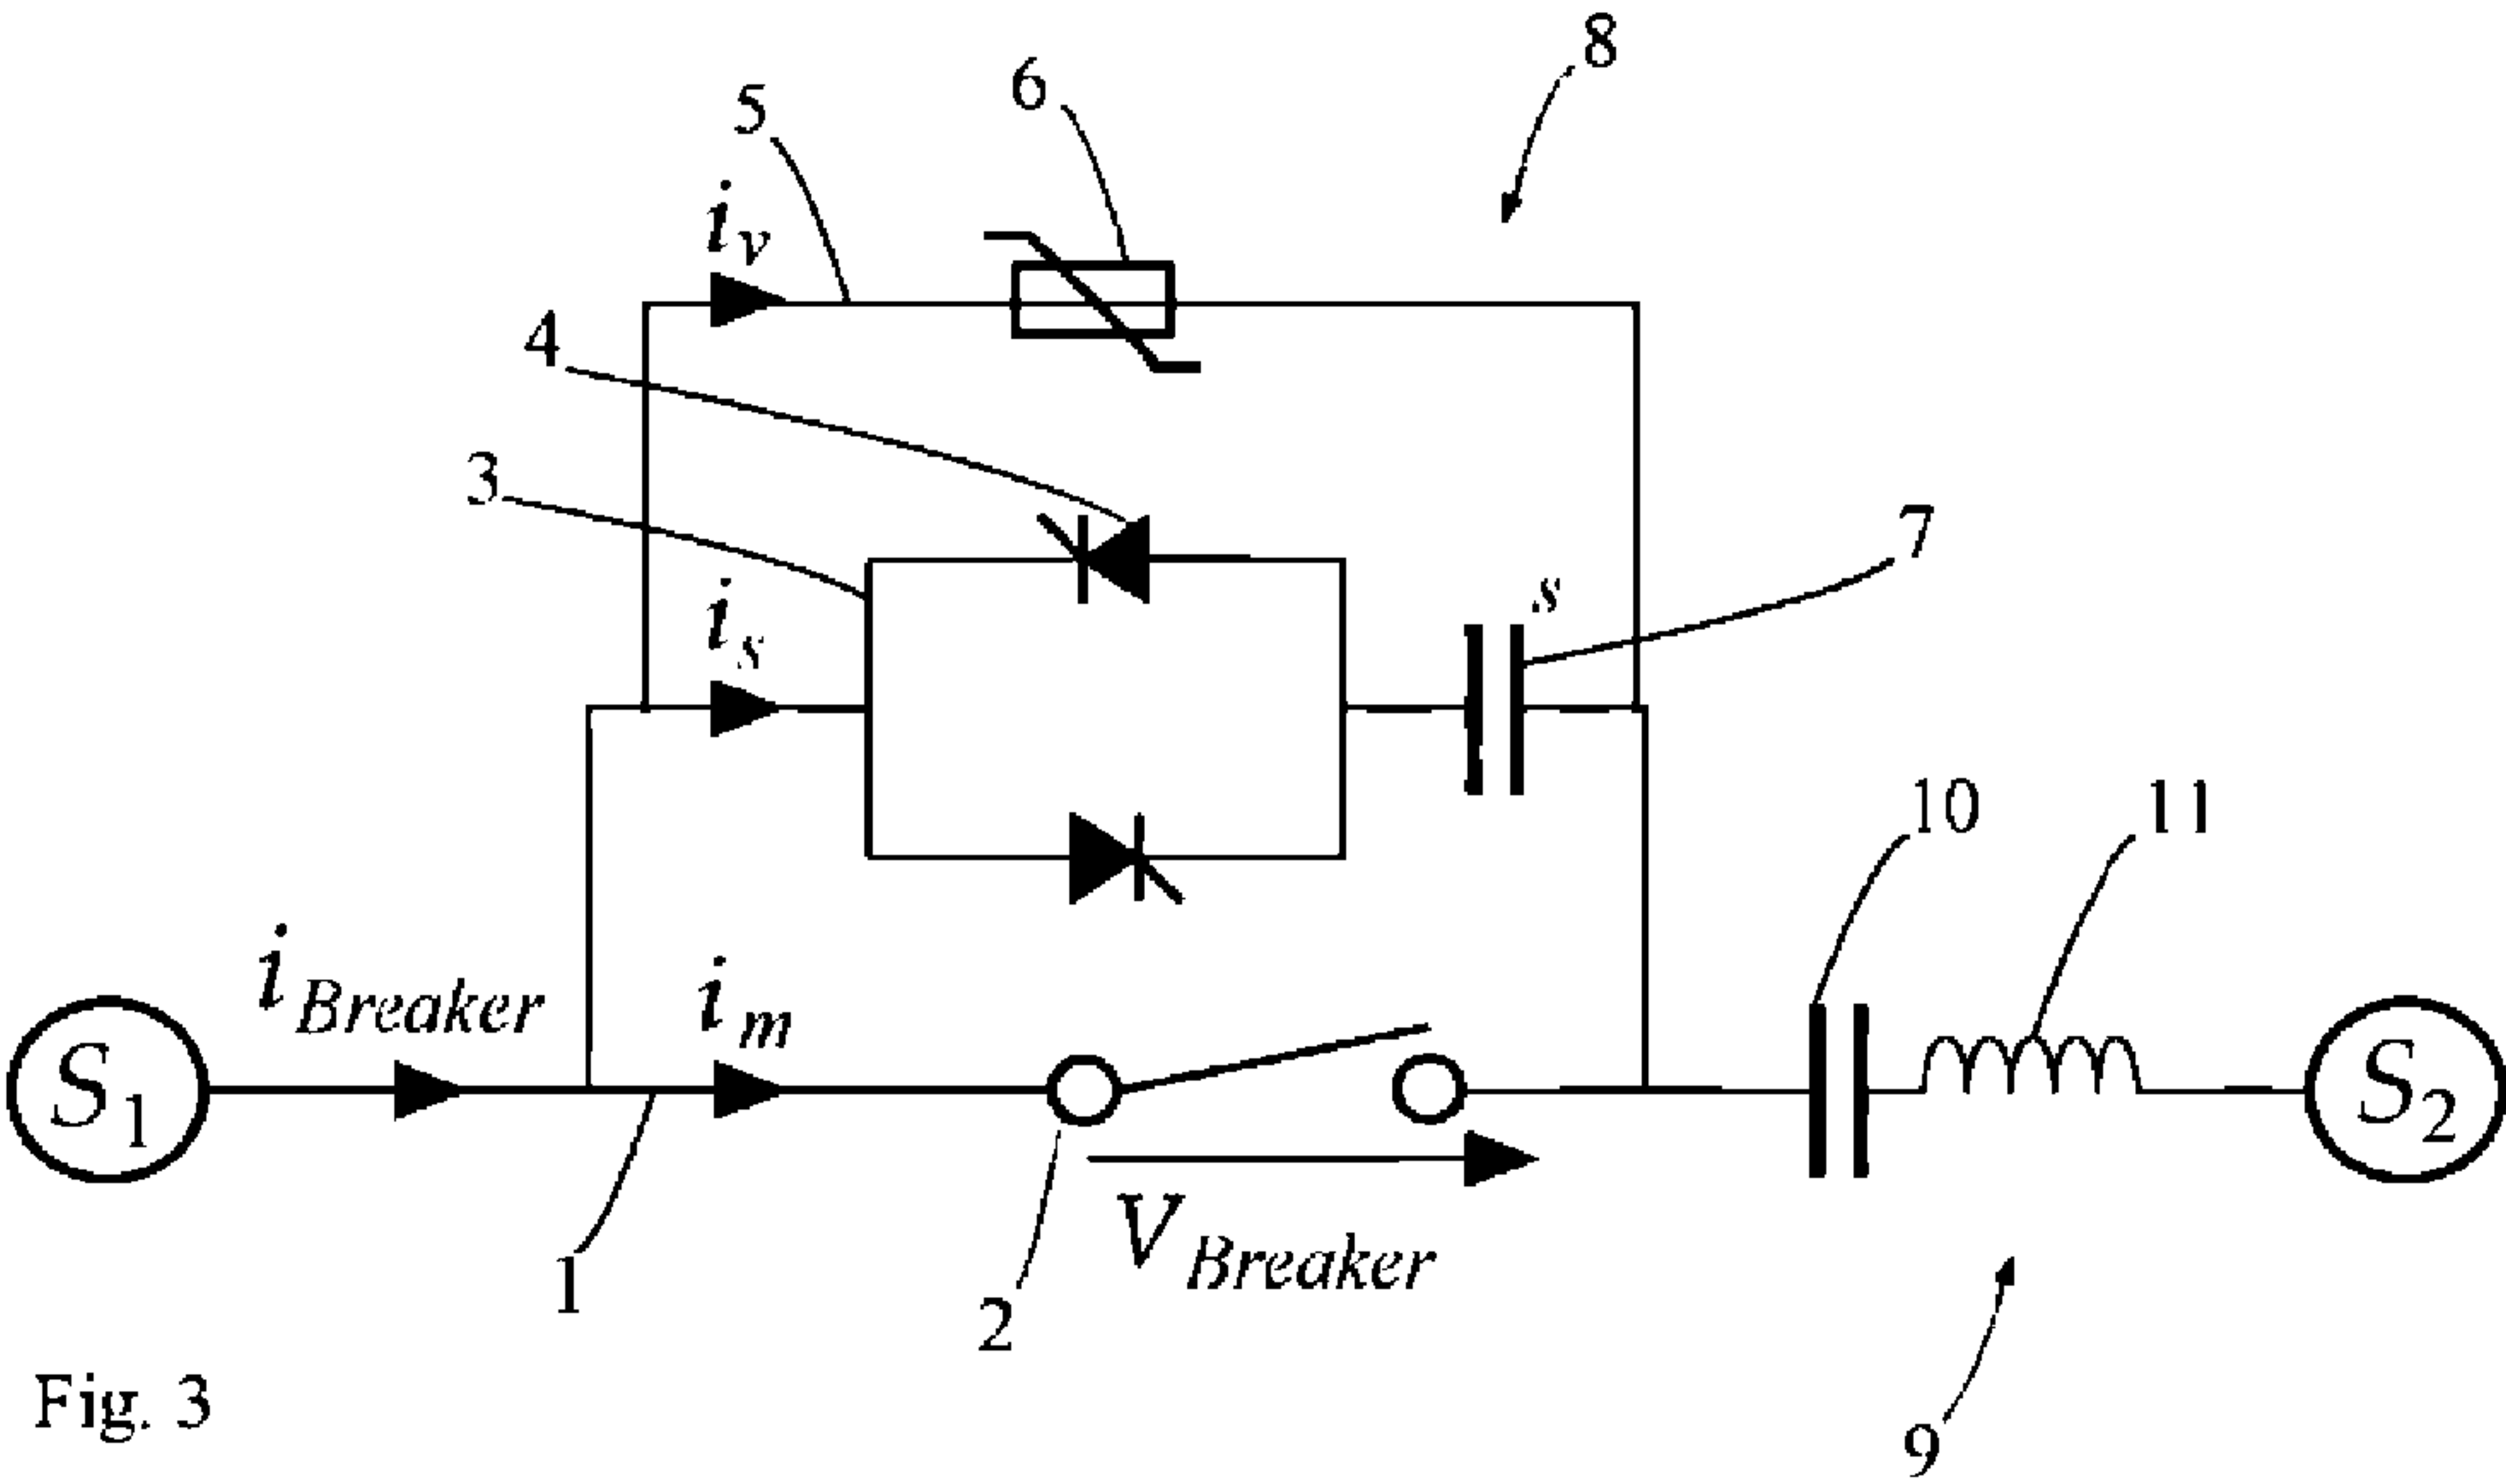 8
6
5
i_v
4
3
7
s
i_s
10
11
i_Breaker
i_m
S_1
S_2
V_Breaker
1
2
Fig. 3
9